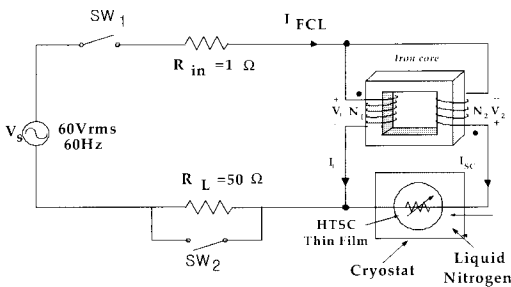 SW 1
I FCL
R in =1 Ω
Iron core
+ V₁ N₁ -
- N₂ V₂ +
Vs 60Vrms
60Hz
I₁
Isc
R L =50 Ω
SW2
HTSC
Thin Film
Cryostat
Liquid
Nitrogen